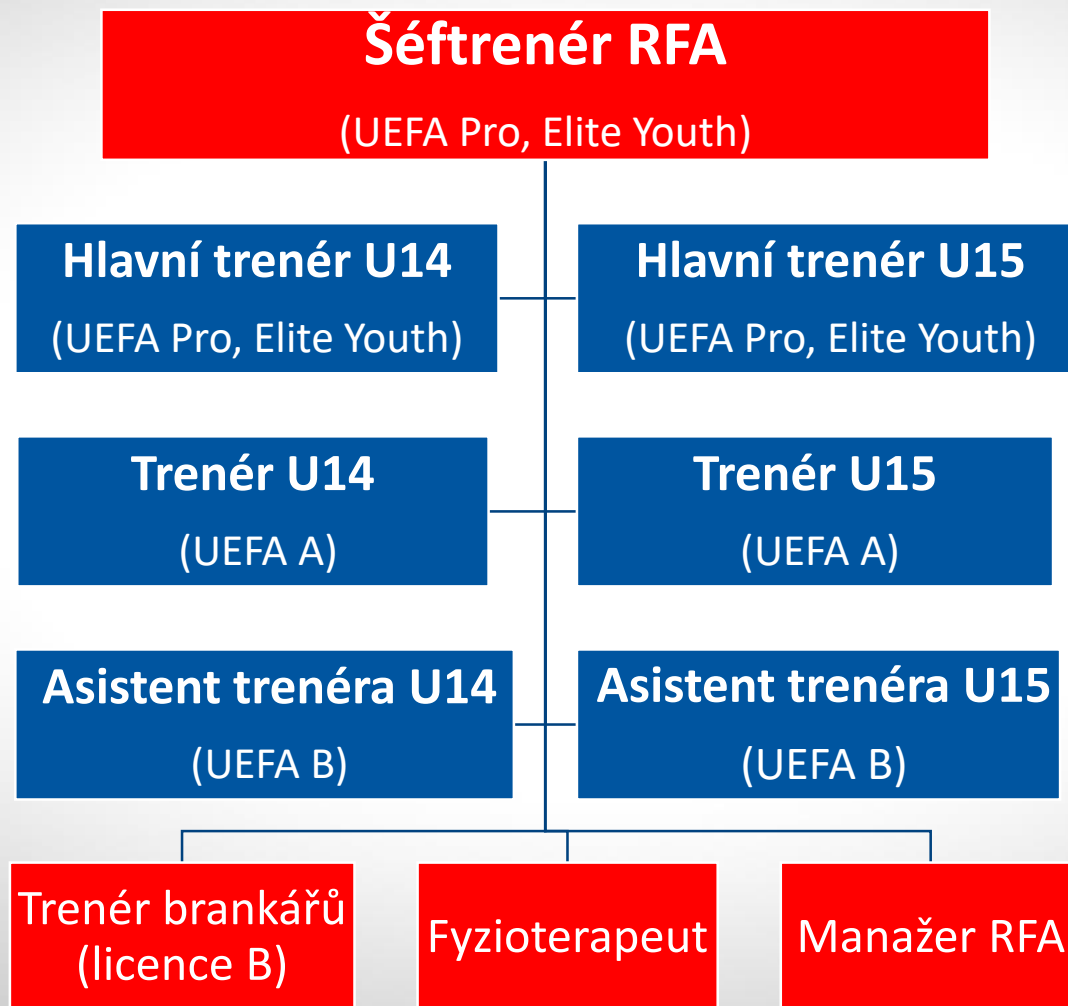 Šéftrenér RFA
(UEFA Pro, Elite Youth)
Hlavní trenér U14
(UEFA Pro, Elite Youth)
Hlavní trenér U15
(UEFA Pro, Elite Youth)
Trenér U14
(UEFA A)
Trenér U15
(UEFA A)
Asistent trenéra U14
(UEFA B)
Asistent trenéra U15
(UEFA B)
Trenér brankářů
(licence B)
Fyzioterapeut
Manažer RFA